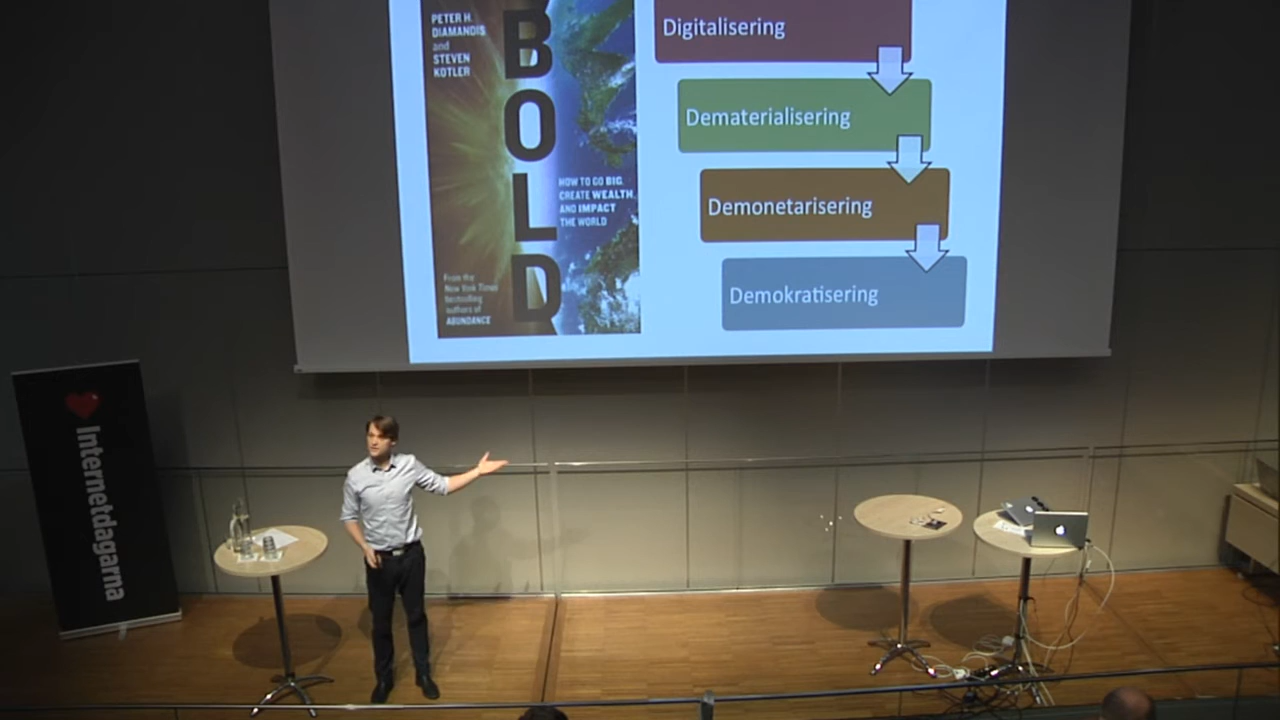 PETER H.
DIAMANDIS
and
STEVEN
KOTLER
BOLD
HOW TO GO BIG,
CREATE WEALTH,
AND IMPACT
THE WORLD
From the
New York Times
bestselling
authors of
ABUNDANCE
Digitalisering
Dematerialisering
Demonetarisering
Demokratisering
Internetdagarna